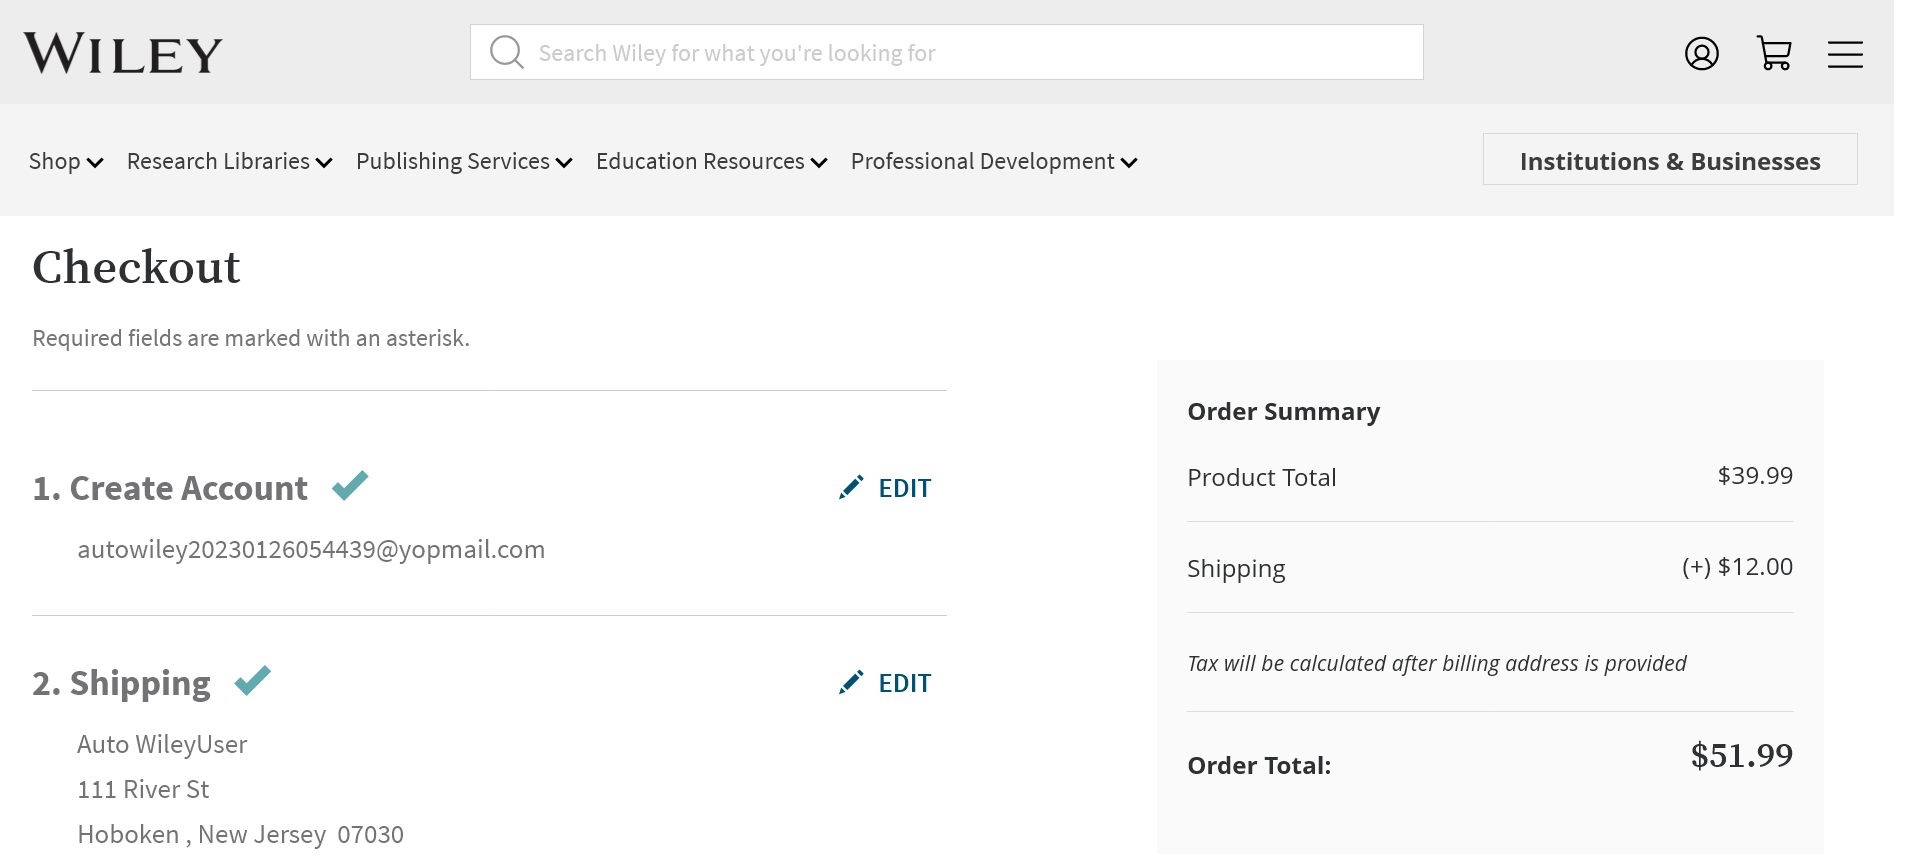 WILEY
Search Wiley for what you're looking for
Shop Research Libraries Publishing Services Education Resources Professional Development Institutions & Businesses
Checkout
Required fields are marked with an asterisk.
1. Create Account EDIT
autowiley20230126054439@yopmail.com
2. Shipping EDIT
Auto WileyUser
111 River St
Hoboken , New Jersey  07030
Order Summary
Product Total $39.99
Shipping (+) $12.00
Tax will be calculated after billing address is provided
Order Total: $51.99